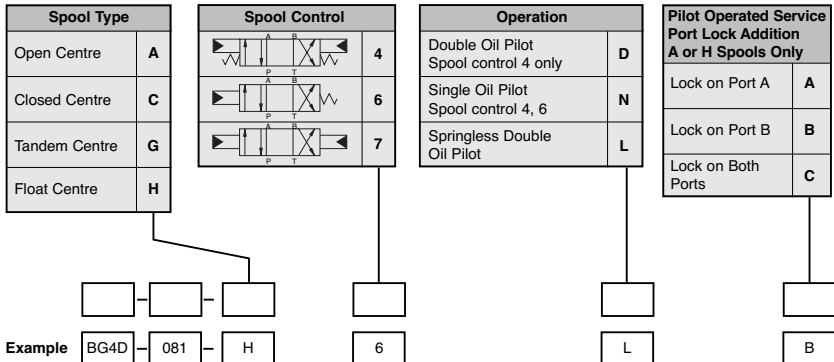 Spool Type
Open Centre A
Closed Centre C
Tandem Centre G
Float Centre H
Spool Control
A B
P T
4
A B
P T
6
A B
P T
7
Operation
Double Oil Pilot
Spool control 4 only
D
Single Oil Pilot
Spool control 4, 6
N
Springless Double
Oil Pilot
L
Pilot Operated Service
Port Lock Addition
A or H Spools Only
Lock on Port A A
Lock on Port B B
Lock on Both
Ports
C
– –
Example BG4D – 081 – H 6 L B